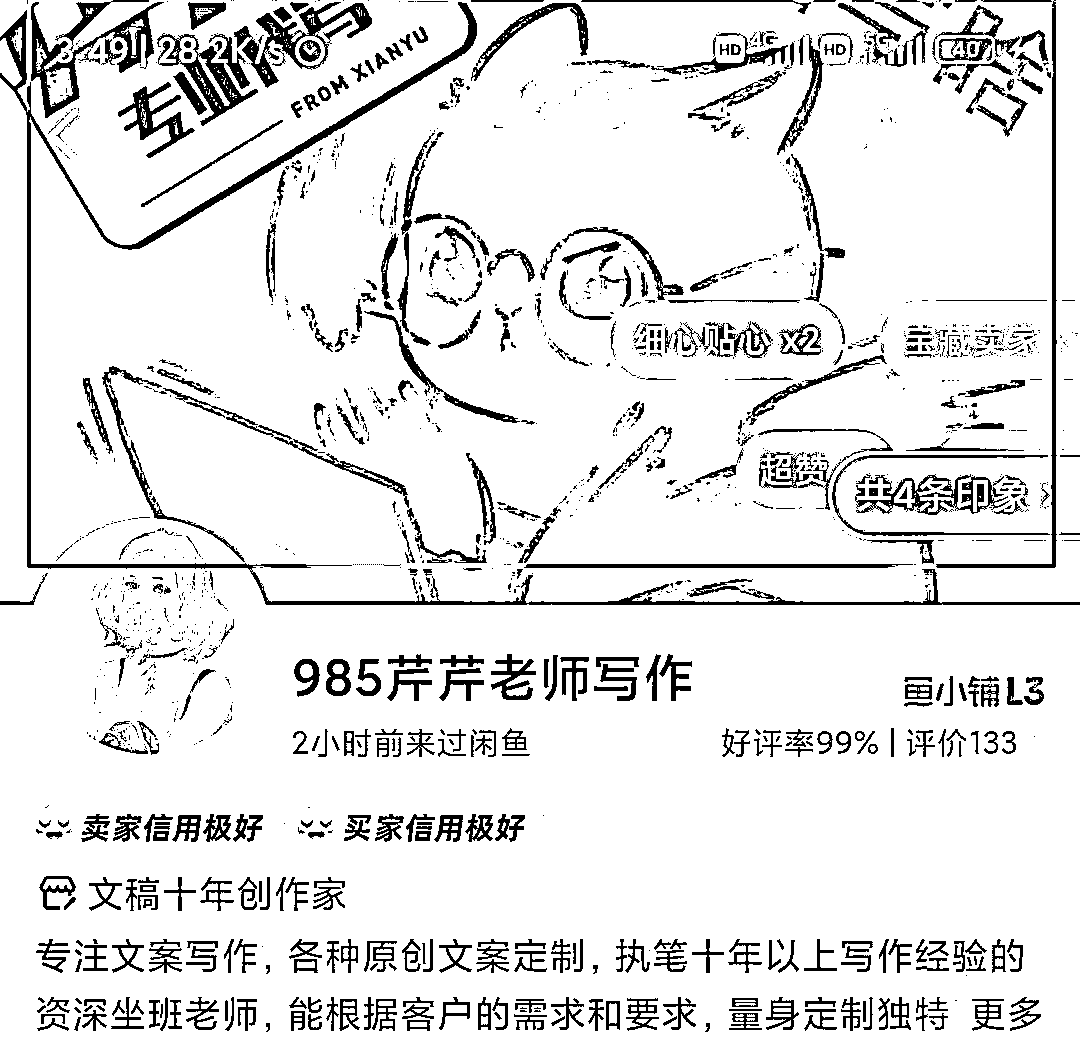 3:49 | 28.2K/s
HD 4G HD 5G 40
FROM XIANYU
细心贴心 x2
宝藏卖家
超赞
共4条印象 >
985芹芹老师写作
鱼小铺 L3
2小时前来过闲鱼
好评率99% | 评价133
卖家信用极好 买家信用极好
文稿十年创作家
专注文案写作, 各种原创文案定制, 执笔十年以上写作经验的
资深坐班老师, 能根据客户的需求和要求, 量身定制独特 更多